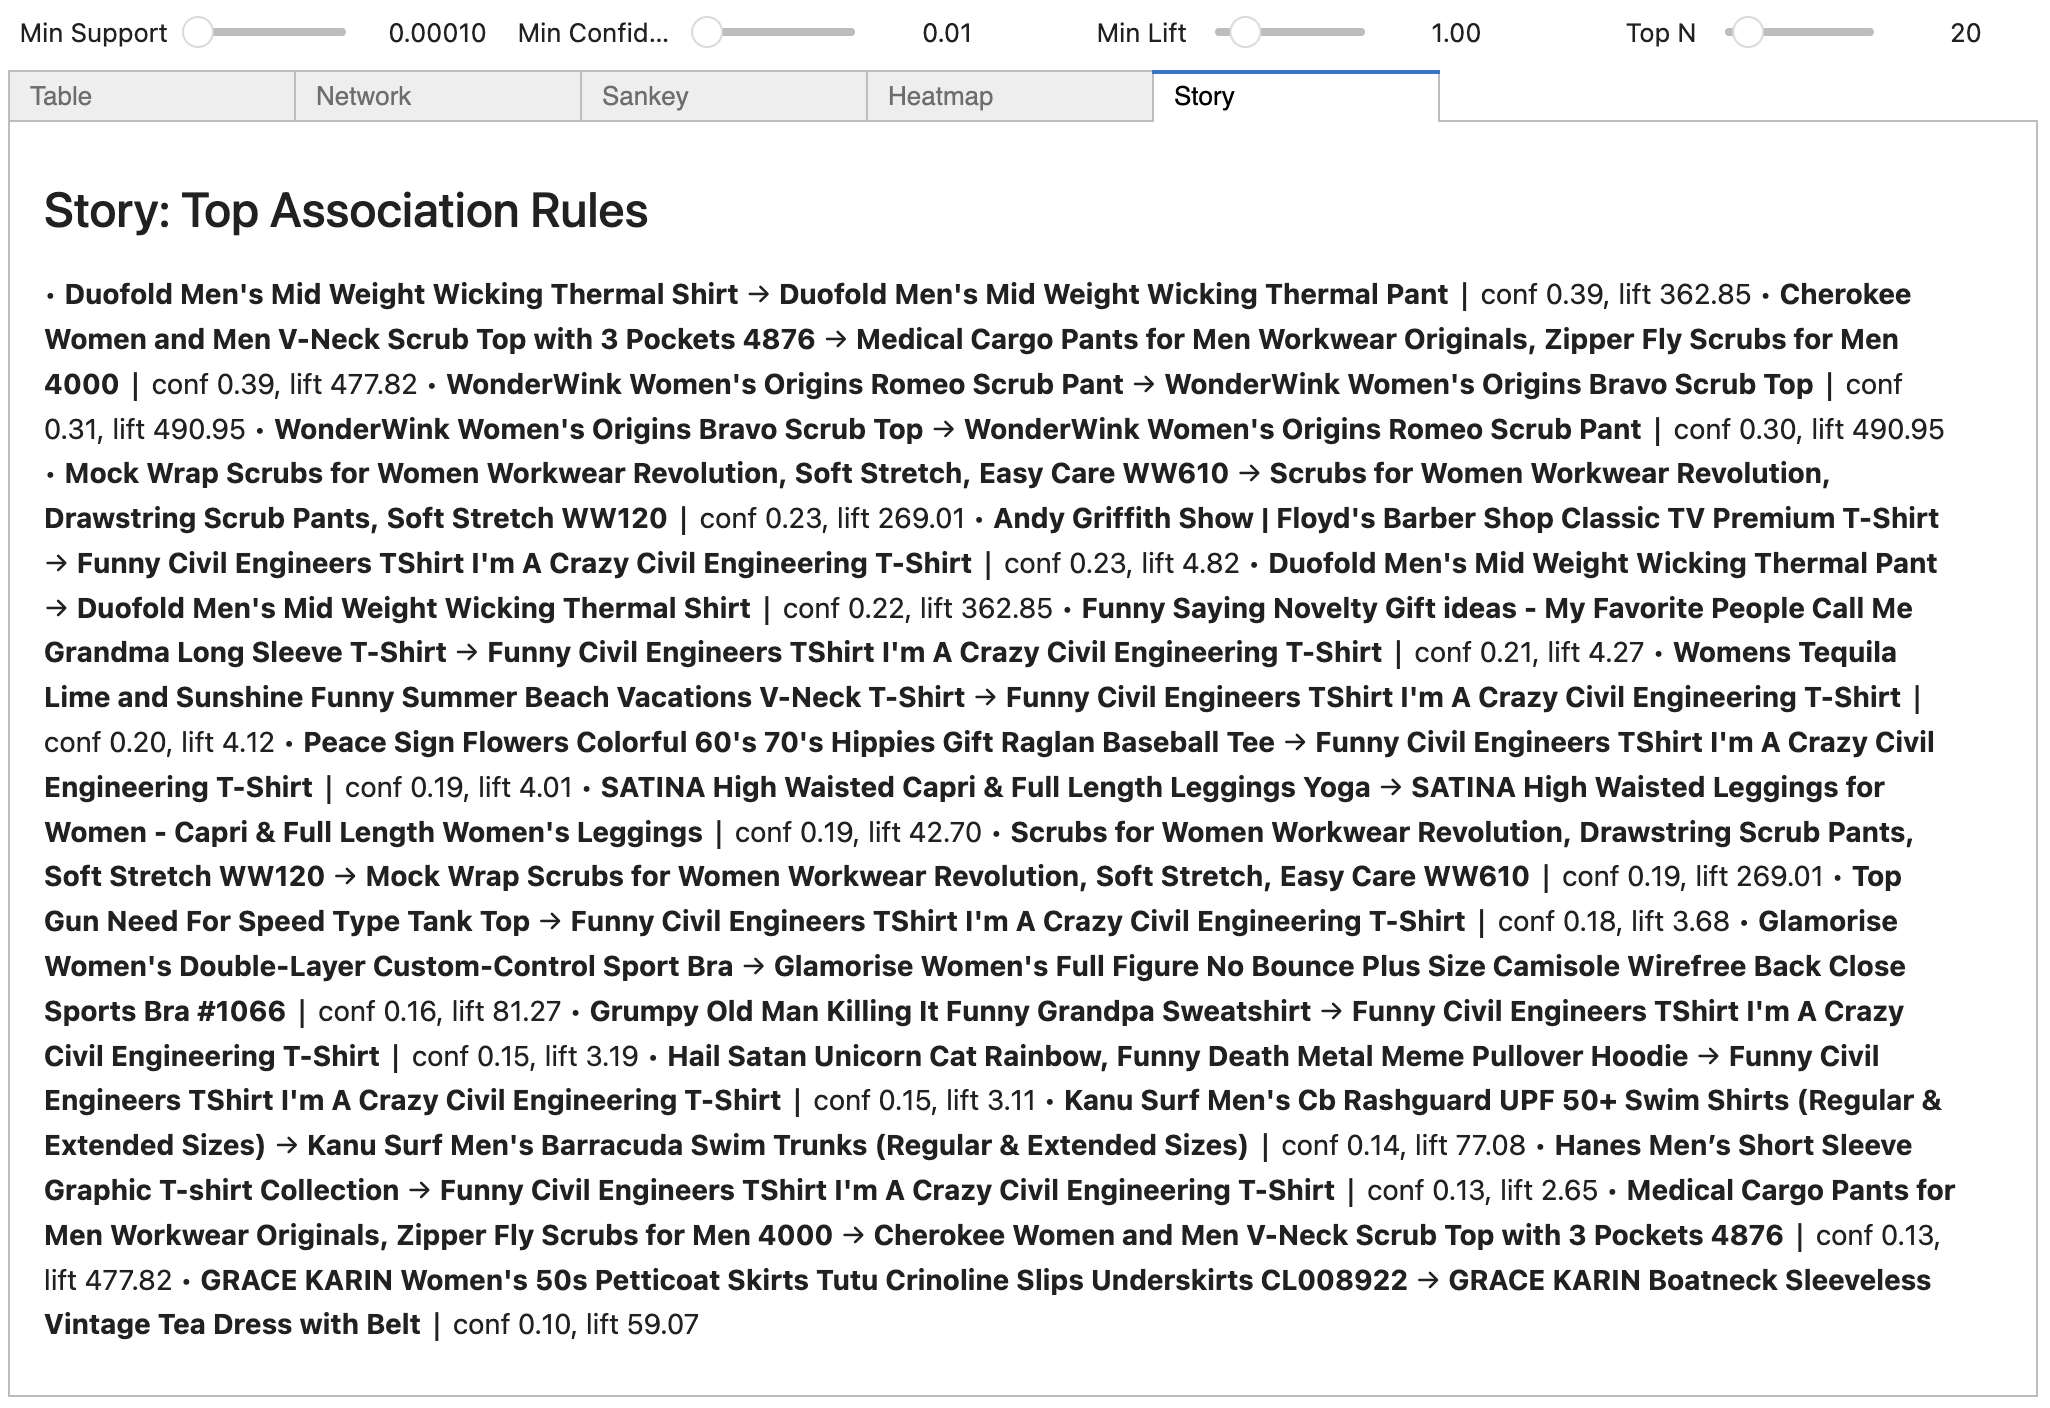 Min Support 0.00010 Min Confid... 0.01 Min Lift 1.00 Top N 20
Table Network Sankey Heatmap Story
Story: Top Association Rules
• Duofold Men's Mid Weight Wicking Thermal Shirt → Duofold Men's Mid Weight Wicking Thermal Pant | conf 0.39, lift 362.85 • Cherokee
Women and Men V-Neck Scrub Top with 3 Pockets 4876 → Medical Cargo Pants for Men Workwear Originals, Zipper Fly Scrubs for Men
4000 | conf 0.39, lift 477.82 • WonderWink Women's Origins Romeo Scrub Pant → WonderWink Women's Origins Bravo Scrub Top | conf
0.31, lift 490.95 • WonderWink Women's Origins Bravo Scrub Top → WonderWink Women's Origins Romeo Scrub Pant | conf 0.30, lift 490.95
• Mock Wrap Scrubs for Women Workwear Revolution, Soft Stretch, Easy Care WW610 → Scrubs for Women Workwear Revolution,
Drawstring Scrub Pants, Soft Stretch WW120 | conf 0.23, lift 269.01 • Andy Griffith Show | Floyd's Barber Shop Classic TV Premium T-Shirt
→ Funny Civil Engineers TShirt I'm A Crazy Civil Engineering T-Shirt | conf 0.23, lift 4.82 • Duofold Men's Mid Weight Wicking Thermal Pant
→ Duofold Men's Mid Weight Wicking Thermal Shirt | conf 0.22, lift 362.85 • Funny Saying Novelty Gift ideas - My Favorite People Call Me
Grandma Long Sleeve T-Shirt → Funny Civil Engineers TShirt I'm A Crazy Civil Engineering T-Shirt | conf 0.21, lift 4.27 • Womens Tequila
Lime and Sunshine Funny Summer Beach Vacations V-Neck T-Shirt → Funny Civil Engineers TShirt I'm A Crazy Civil Engineering T-Shirt |
conf 0.20, lift 4.12 • Peace Sign Flowers Colorful 60's 70's Hippies Gift Raglan Baseball Tee → Funny Civil Engineers TShirt I'm A Crazy Civil
Engineering T-Shirt | conf 0.19, lift 4.01 • SATINA High Waisted Capri & Full Length Leggings Yoga → SATINA High Waisted Leggings for
Women - Capri & Full Length Women's Leggings | conf 0.19, lift 42.70 • Scrubs for Women Workwear Revolution, Drawstring Scrub Pants,
Soft Stretch WW120 → Mock Wrap Scrubs for Women Workwear Revolution, Soft Stretch, Easy Care WW610 | conf 0.19, lift 269.01 • Top
Gun Need For Speed Type Tank Top → Funny Civil Engineers TShirt I'm A Crazy Civil Engineering T-Shirt | conf 0.18, lift 3.68 • Glamorise
Women's Double-Layer Custom-Control Sport Bra → Glamorise Women's Full Figure No Bounce Plus Size Camisole Wirefree Back Close
Sports Bra #1066 | conf 0.16, lift 81.27 • Grumpy Old Man Killing It Funny Grandpa Sweatshirt → Funny Civil Engineers TShirt I'm A Crazy
Civil Engineering T-Shirt | conf 0.15, lift 3.19 • Hail Satan Unicorn Cat Rainbow, Funny Death Metal Meme Pullover Hoodie → Funny Civil
Engineers TShirt I'm A Crazy Civil Engineering T-Shirt | conf 0.15, lift 3.11 • Kanu Surf Men's Cb Rashguard UPF 50+ Swim Shirts (Regular &
Extended Sizes) → Kanu Surf Men's Barracuda Swim Trunks (Regular & Extended Sizes) | conf 0.14, lift 77.08 • Hanes Men’s Short Sleeve
Graphic T-shirt Collection → Funny Civil Engineers TShirt I'm A Crazy Civil Engineering T-Shirt | conf 0.13, lift 2.65 • Medical Cargo Pants for
Men Workwear Originals, Zipper Fly Scrubs for Men 4000 → Cherokee Women and Men V-Neck Scrub Top with 3 Pockets 4876 | conf 0.13,
lift 477.82 • GRACE KARIN Women's 50s Petticoat Skirts Tutu Crinoline Slips Underskirts CL008922 → GRACE KARIN Boatneck Sleeveless
Vintage Tea Dress with Belt | conf 0.10, lift 59.07